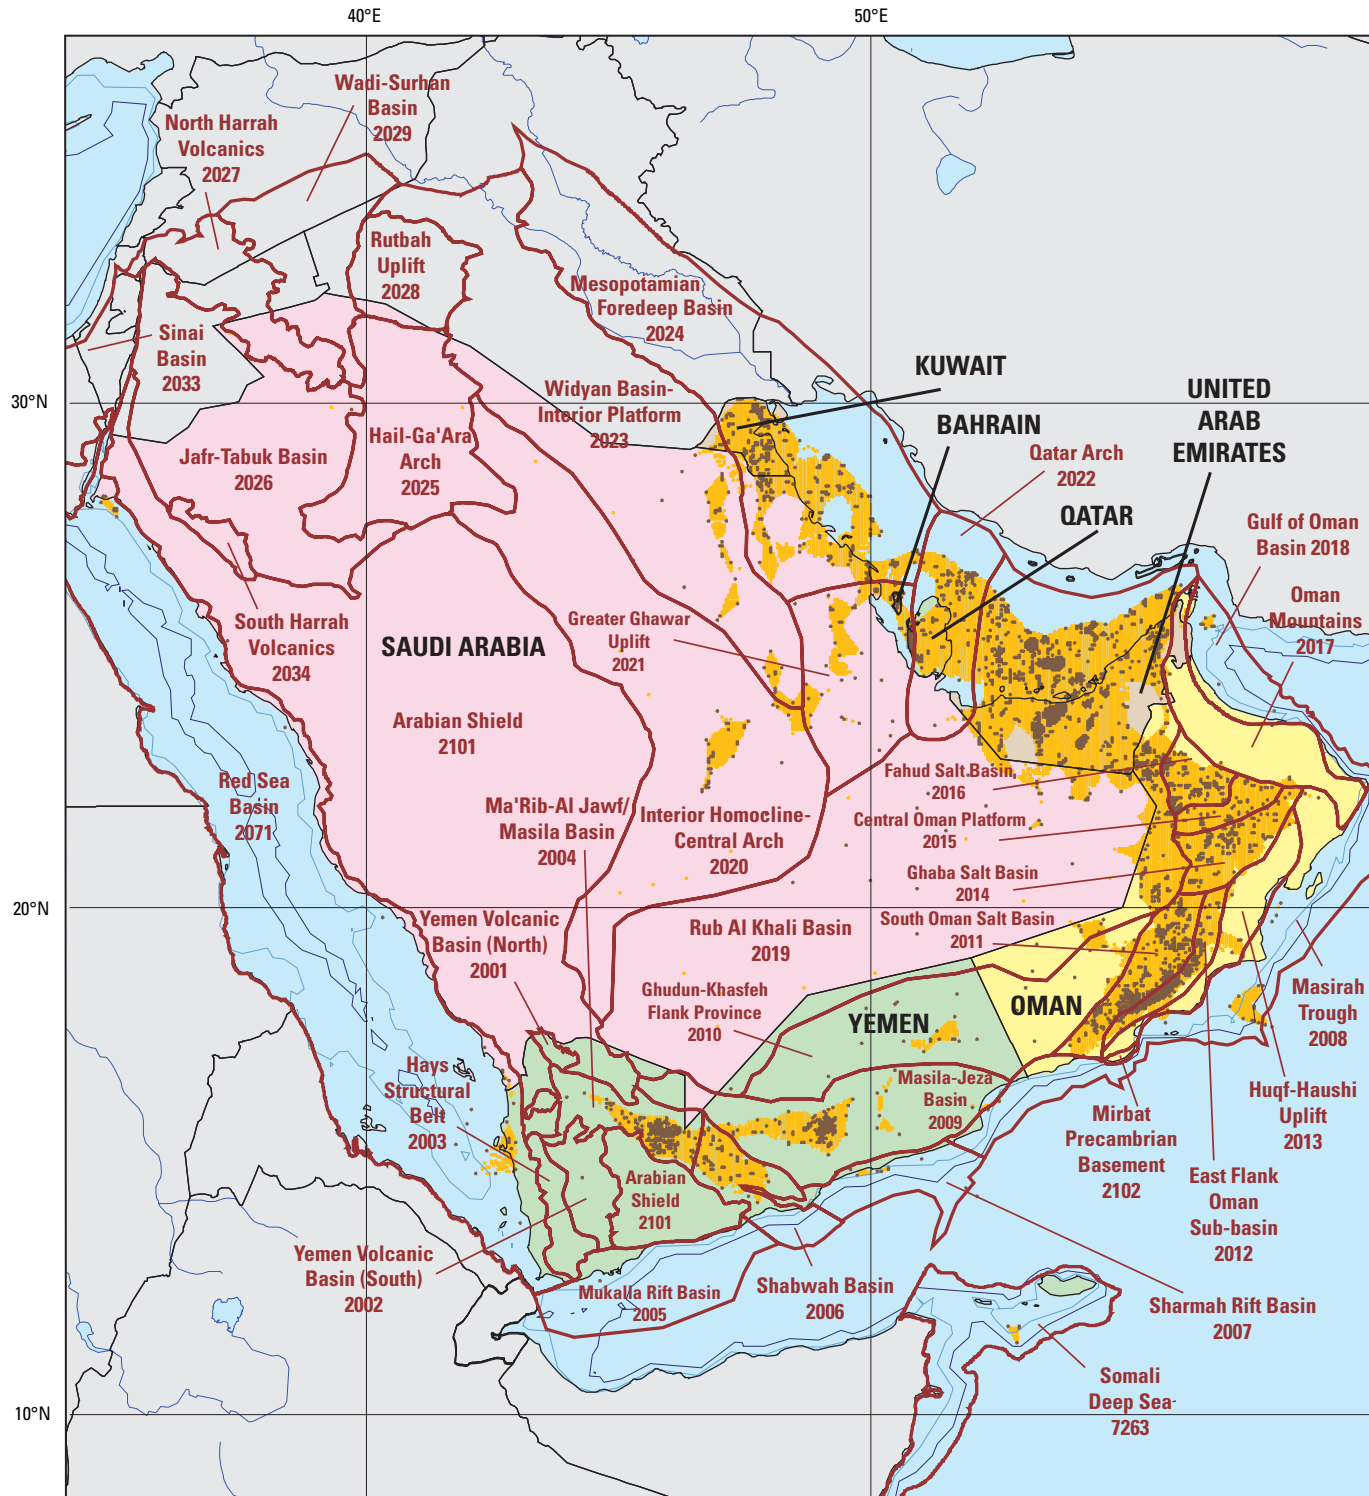 40°E
50°E
Wadi-Surhan
Basin
2029
North Harrah
Volcanics
2027
Rutbah
Uplift
2028
Mesopotamian
Foredeep Basin
2024
Sinai
Basin
2033
KUWAIT
UNITED
ARAB
EMIRATES
30°N
Widyan Basin-
Interior Platform
2023
BAHRAIN
Qatar Arch
2022
Jafr-Tabuk Basin
2026
Hail-Ga'Ara
Arch
2025
QATAR
Gulf of Oman
Basin 2018
Oman
Mountains
2017
South Harrah
Volcanics
2034
SAUDI ARABIA
Greater Ghawar
Uplift
2021
Arabian Shield
2101
Red Sea
Basin
2071
Ma'Rib-Al Jawf/
Masila Basin
2004
Interior Homocline-
Central Arch
2020
Fahud Salt Basin
2016
Central Oman Platform
2015
Ghaba Salt Basin
2014
20°N
Yemen Volcanic
Basin (North)
2001
Rub Al Khali Basin
2019
South Oman Salt Basin
2011
Ghudun-Khasfeh
Flank Province
2010
YEMEN
OMAN
Masirah
Trough
2008
Hays
Structural
Belt
2003
Masila-Jeza
Basin
2009
Mirbat
Precambrian
Basement
2102
Huqf-Haushi
Uplift
2013
East Flank
Oman
Sub-basin
2012
Arabian
Shield
2101
Yemen Volcanic
Basin (South)
2002
Mukalla Rift Basin
2005
Shabwah Basin
2006
Sharmah Rift Basin
2007
Somali
Deep Sea
7263
10°N